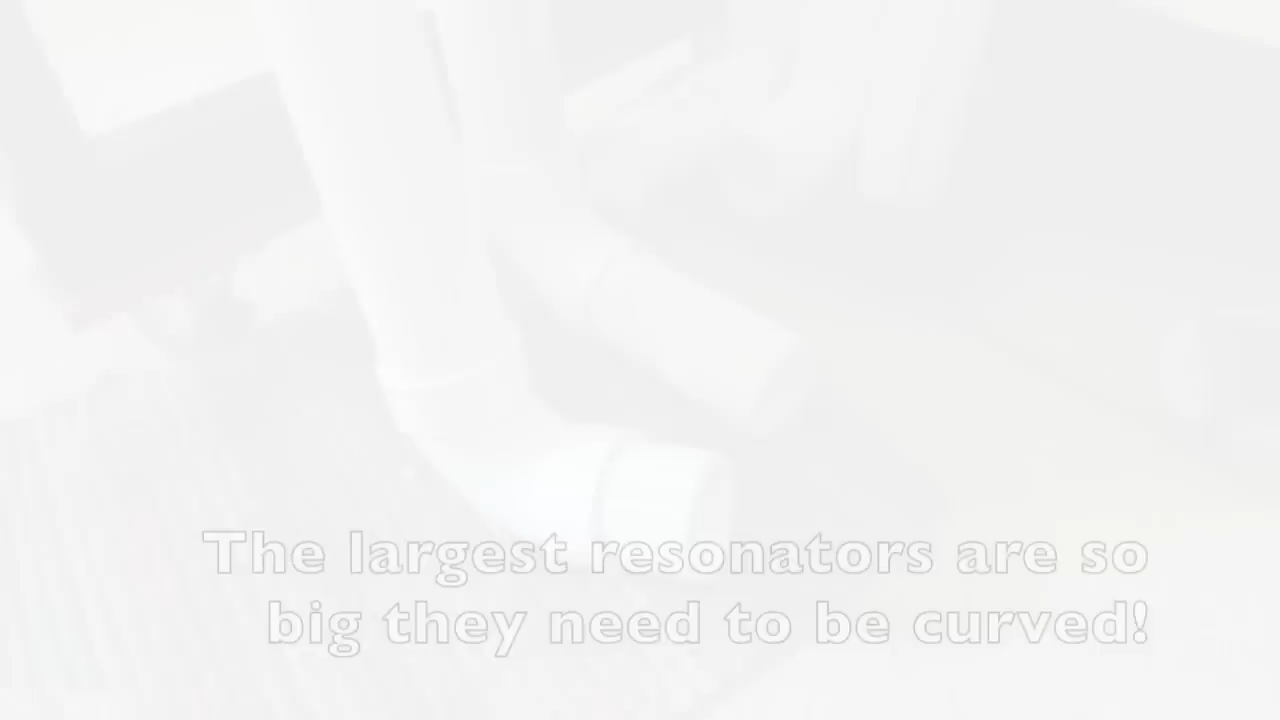 The largest resonators are so
big they need to be curved!